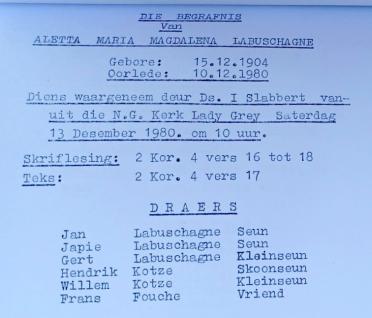 DIE BEGRAFNIS
Van
ALETTA MARIA MAGDALENA LABUSCHAGNE
Gebore: 15.12.1904
Oorlede: 10.12.1980
Diens waargeneem deur Ds. I Slabbert van-
uit die N.G. Kerk Lady Grey Saterdag
13 Desember 1980. om 10 uur.
Skriflesing: 2 Kor. 4 vers 16 tot 18
Teks: 2 Kor. 4 vers 17
DRAERS
Jan Labuschagne Seun
Japie Labuschagne Seun
Gert Labuschagne Kleinseun
Hendrik Kotze Skoonseun
Willem Kotze Kleinseun
Frans Fouche Vriend